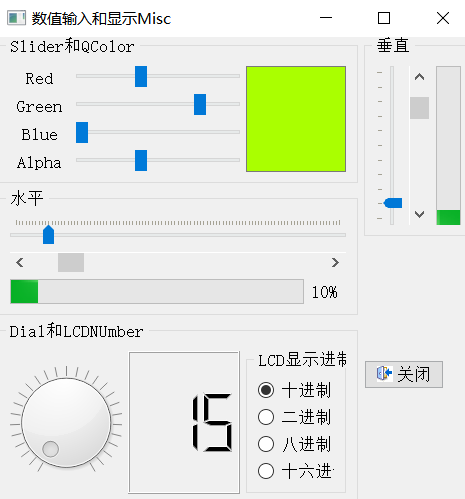 数值输入和显示Misc
Slider和QColor
Red
Green
Blue
Alpha
垂直
水平
10%
Dial和LCDNUmber
15
LCD显示进制
十进制
二进制
八进制
十六进
关闭